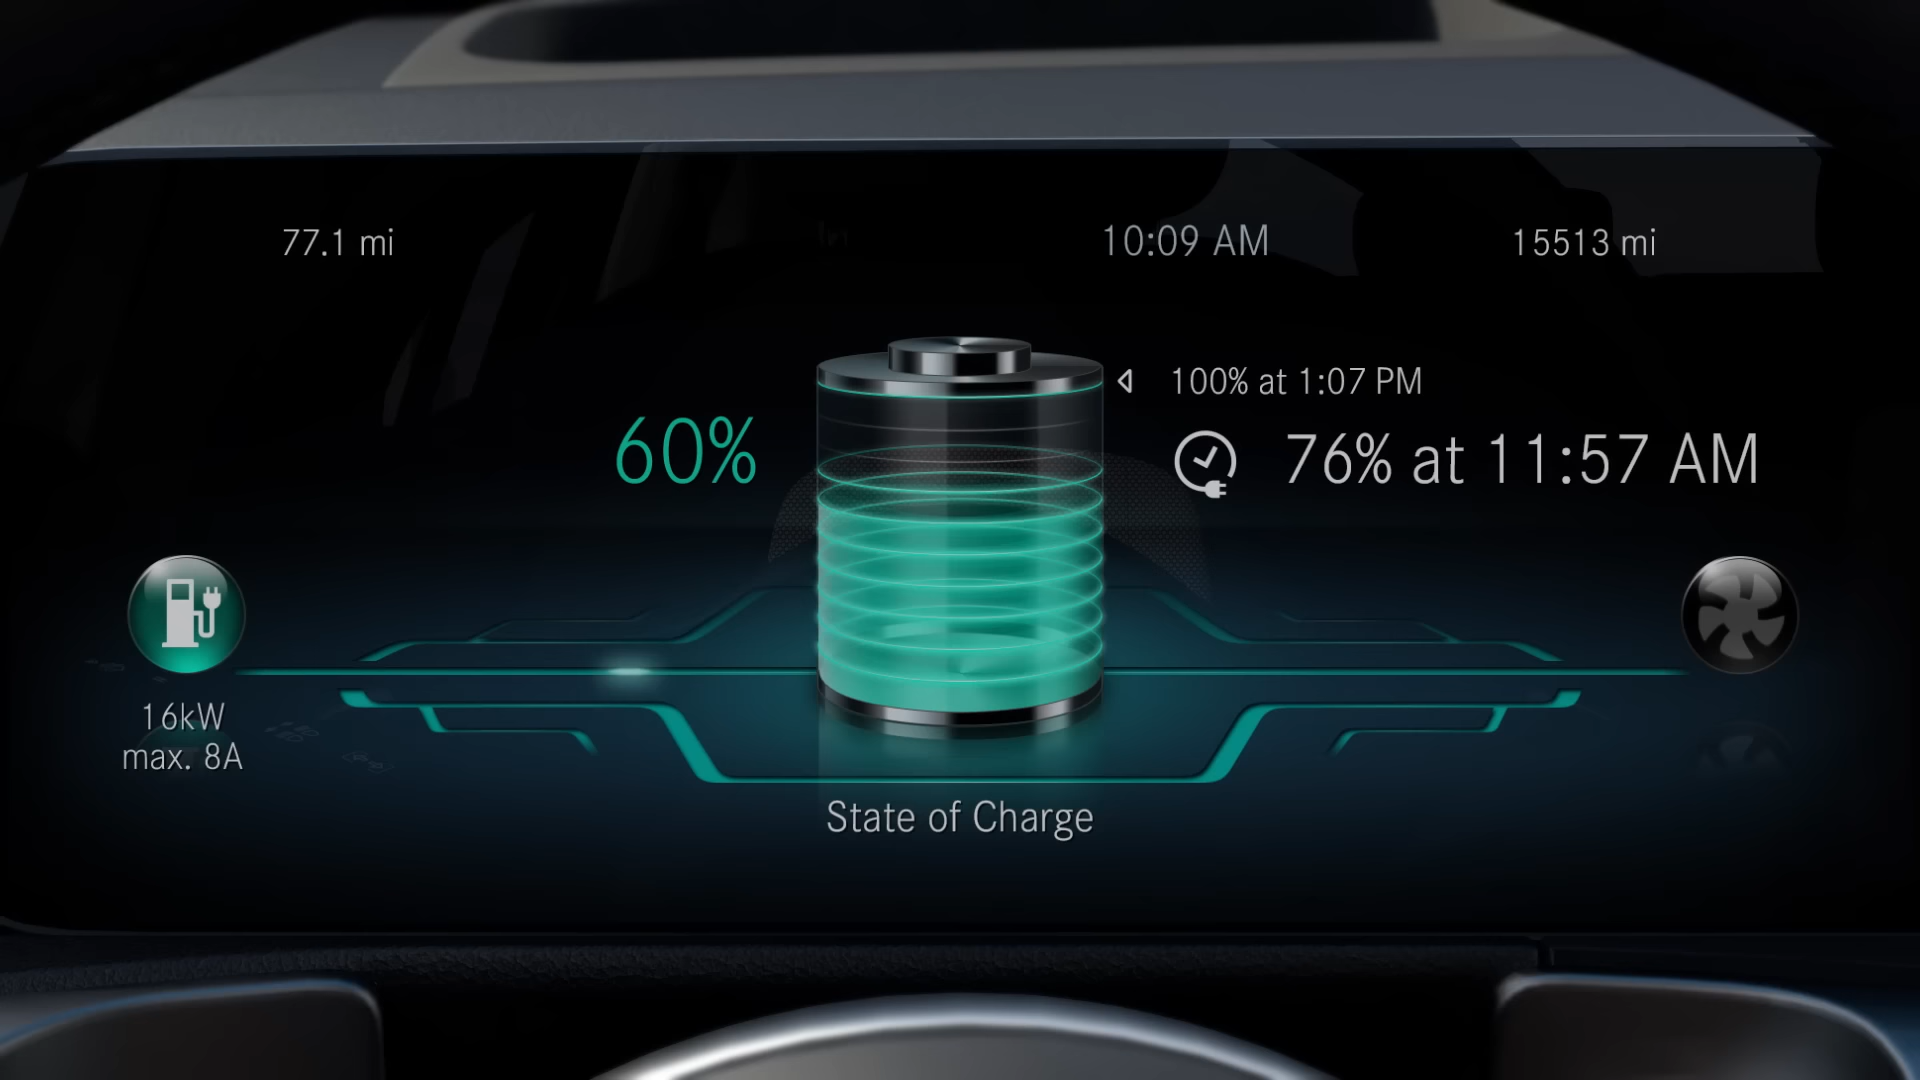 77.1 mi
10:09 AM
15513 mi
100% at 1:07 PM
60%
76% at 11:57 AM
16kW
max. 8A
State of Charge